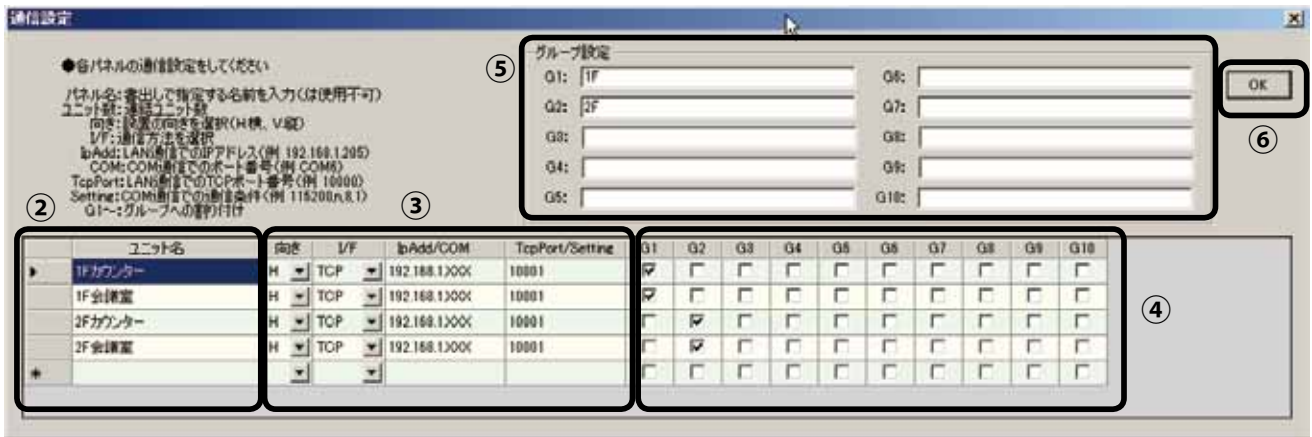 通信設定
●各パネルの通信設定をしてください
パネル名:書出しで指定する名前を入力(は使用不可)
ユニット数:連結ユニット数
向き:設置の向きを選択(H横、V縦)
I/F:通信方法を選択
IpAdd:LAN通信でのIPアドレス(例 192.168.1.205)
COM:COM通信でのポート番号(例 COM6)
TcpPort:LAN通信でのTCPポート番号(例 10000)
Setting:COM通信での通信条件(例 115200,n,8,1)
G1~:グループへの割り付け
⑤
グループ設定
G1: 1F
G2: 2F
G3:
G4:
G5:
G6:
G7:
G8:
G9:
G10:
OK
⑥
②
③
ユニット名 向き I/F IpAdd/COM TcpPort/Setting G1 G2 G3 G4 G5 G6 G7 G8 G9 G10
1Fカウンター H TCP 192.168.1.XXX 10001
1F会議室 H TCP 192.168.1.XXX 10001
2Fカウンター H TCP 192.168.1.XXX 10001
2F会議室 H TCP 192.168.1.XXX 10001
④